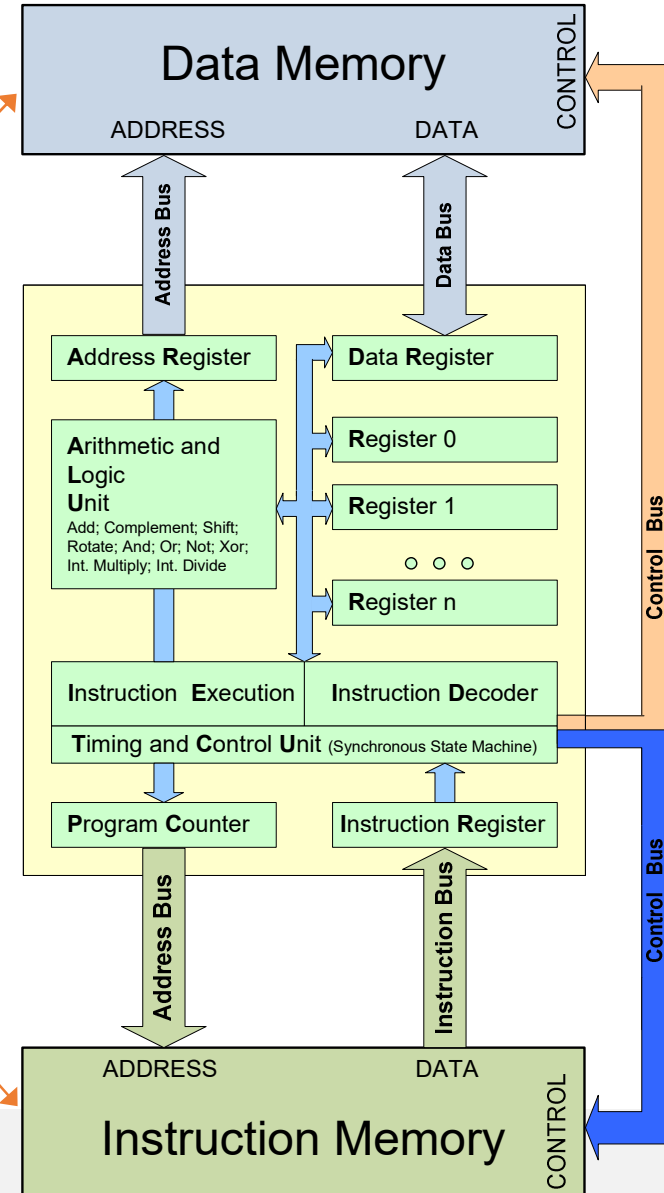 Data Memory
CONTROL
ADDRESS
DATA
Address Bus
Data Bus
Address Register
Data Register
Arithmetic and
Logic
Unit
Add; Complement; Shift;
Rotate; And; Or; Not; Xor;
Int. Multiply; Int. Divide
Register 0
Register 1
Register n
Control Bus
Instruction Execution
Instruction Decoder
Timing and Control Unit (Synchronous State Machine)
Program Counter
Instruction Register
Control Bus
Address Bus
Instruction Bus
ADDRESS
DATA
Instruction Memory
CONTROL